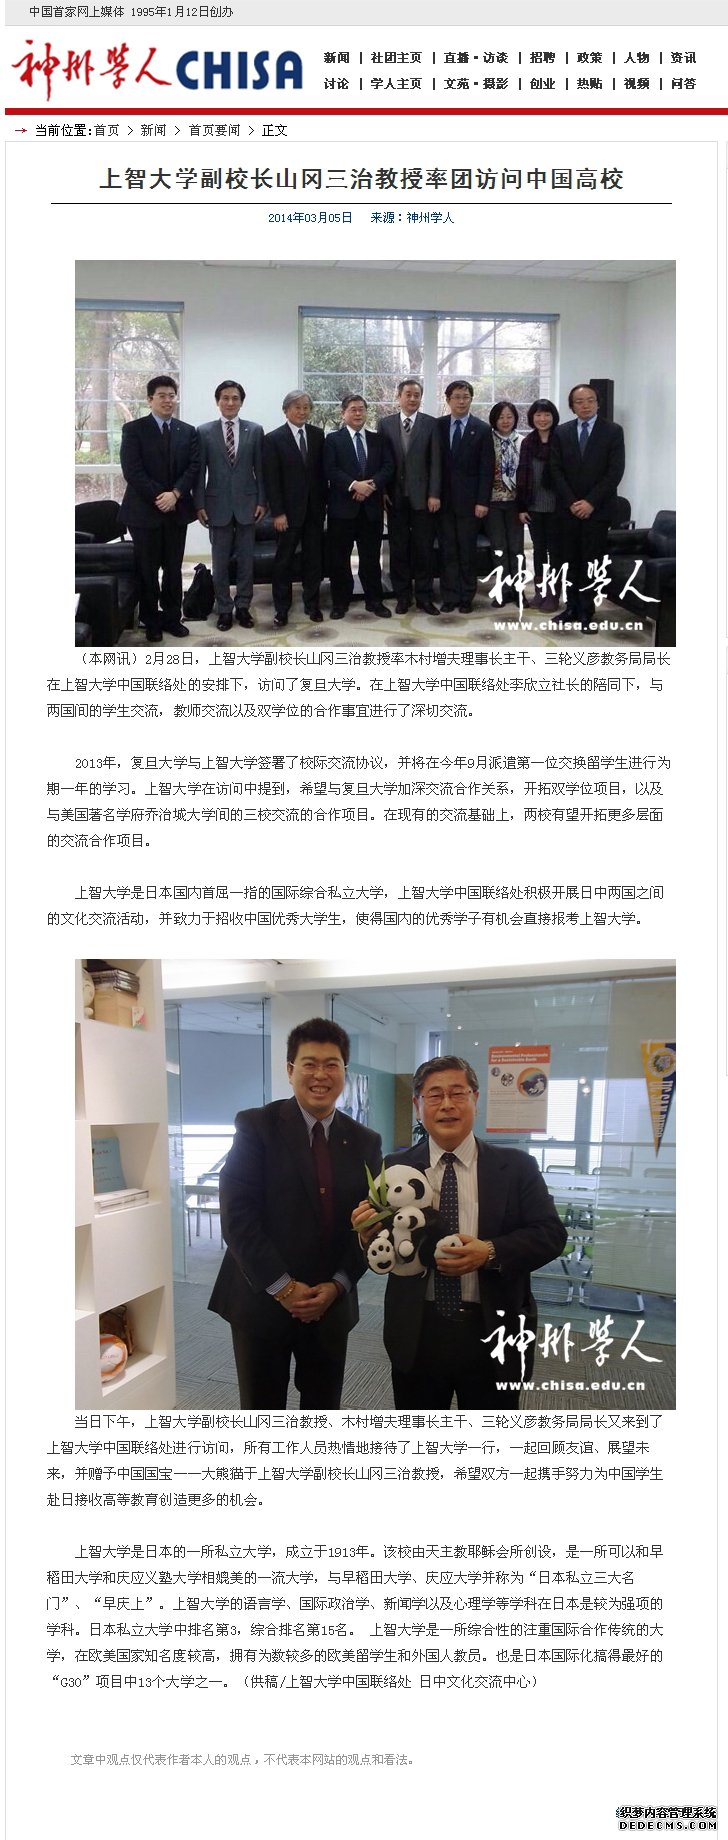 中国首家网上媒体 1995年1月12日创办
神州学人CHISA
新闻 | 社团主页 | 直播·访谈 | 招聘 | 政策 | 人物 | 资讯
讨论 | 学人主页 | 文苑·摄影 | 创业 | 热贴 | 视频 | 问答
→ 当前位置:首页 > 新闻 > 首页要闻 > 正文
上智大学副校长山冈三治教授率团访问中国高校
2014年03月05日 来源：神州学人
神州学人
www.chisa.edu.cn
（本网讯）2月28日，上智大学副校长山冈三治教授率木村增夫理事长主干、三轮义彦教务局局长
在上智大学中国联络处的安排下，访问了复旦大学。在上智大学中国联络处李欣立社长的陪同下，与
两国间的学生交流，教师交流以及双学位的合作事宜进行了深切交流。
2013年，复旦大学与上智大学签署了校际交流协议，并将在今年9月派遣第一位交换留学生进行为
期一年的学习。上智大学在访问中提到，希望与复旦大学加深交流合作关系，开拓双学位项目，以及
与美国著名学府乔治城大学间的三校交流的合作项目。在现有的交流基础上，两校有望开拓更多层面
的交流合作项目。
上智大学是日本国内首屈一指的国际综合私立大学，上智大学中国联络处积极开展日中两国之间
的文化交流活动，并致力于招收中国优秀大学生，使得国内的优秀学子有机会直接报考上智大学。
Environmental Professionals
for a Sustainable Earth
UC SAN DIEGO
神州学人
www.chisa.edu.cn
当日下午，上智大学副校长山冈三治教授、木村增夫理事长主干、三轮义彦教务局局长又来到了
上智大学中国联络处进行访问，所有工作人员热情地接待了上智大学一行，一起回顾友谊、展望未
来，并赠予中国国宝——大熊猫于上智大学副校长山冈三治教授，希望双方一起携手努力为中国学生
赴日接收高等教育创造更多的机会。
上智大学是日本的一所私立大学，成立于1913年。该校由天主教耶稣会所创设，是一所可以和早
稻田大学和庆应义塾大学相媲美的一流大学，与早稻田大学、庆应大学并称为“日本私立三大名
门”、“早庆上”。上智大学的语言学、国际政治学、新闻学以及心理学等学科在日本是较为强项的
学科。日本私立大学中排名第3，综合排名第15名。 上智大学是一所综合性的注重国际合作传统的大
学，在欧美国家知名度较高，拥有为数较多的欧美留学生和外国人教员。也是日本国际化搞得最好的
“G30”项目中13个大学之一。（供稿/上智大学中国联络处 日中文化交流中心）
文章中观点仅代表作者本人的观点，不代表本网站的观点和看法。
织梦内容管理系统
DEDECMS.COM